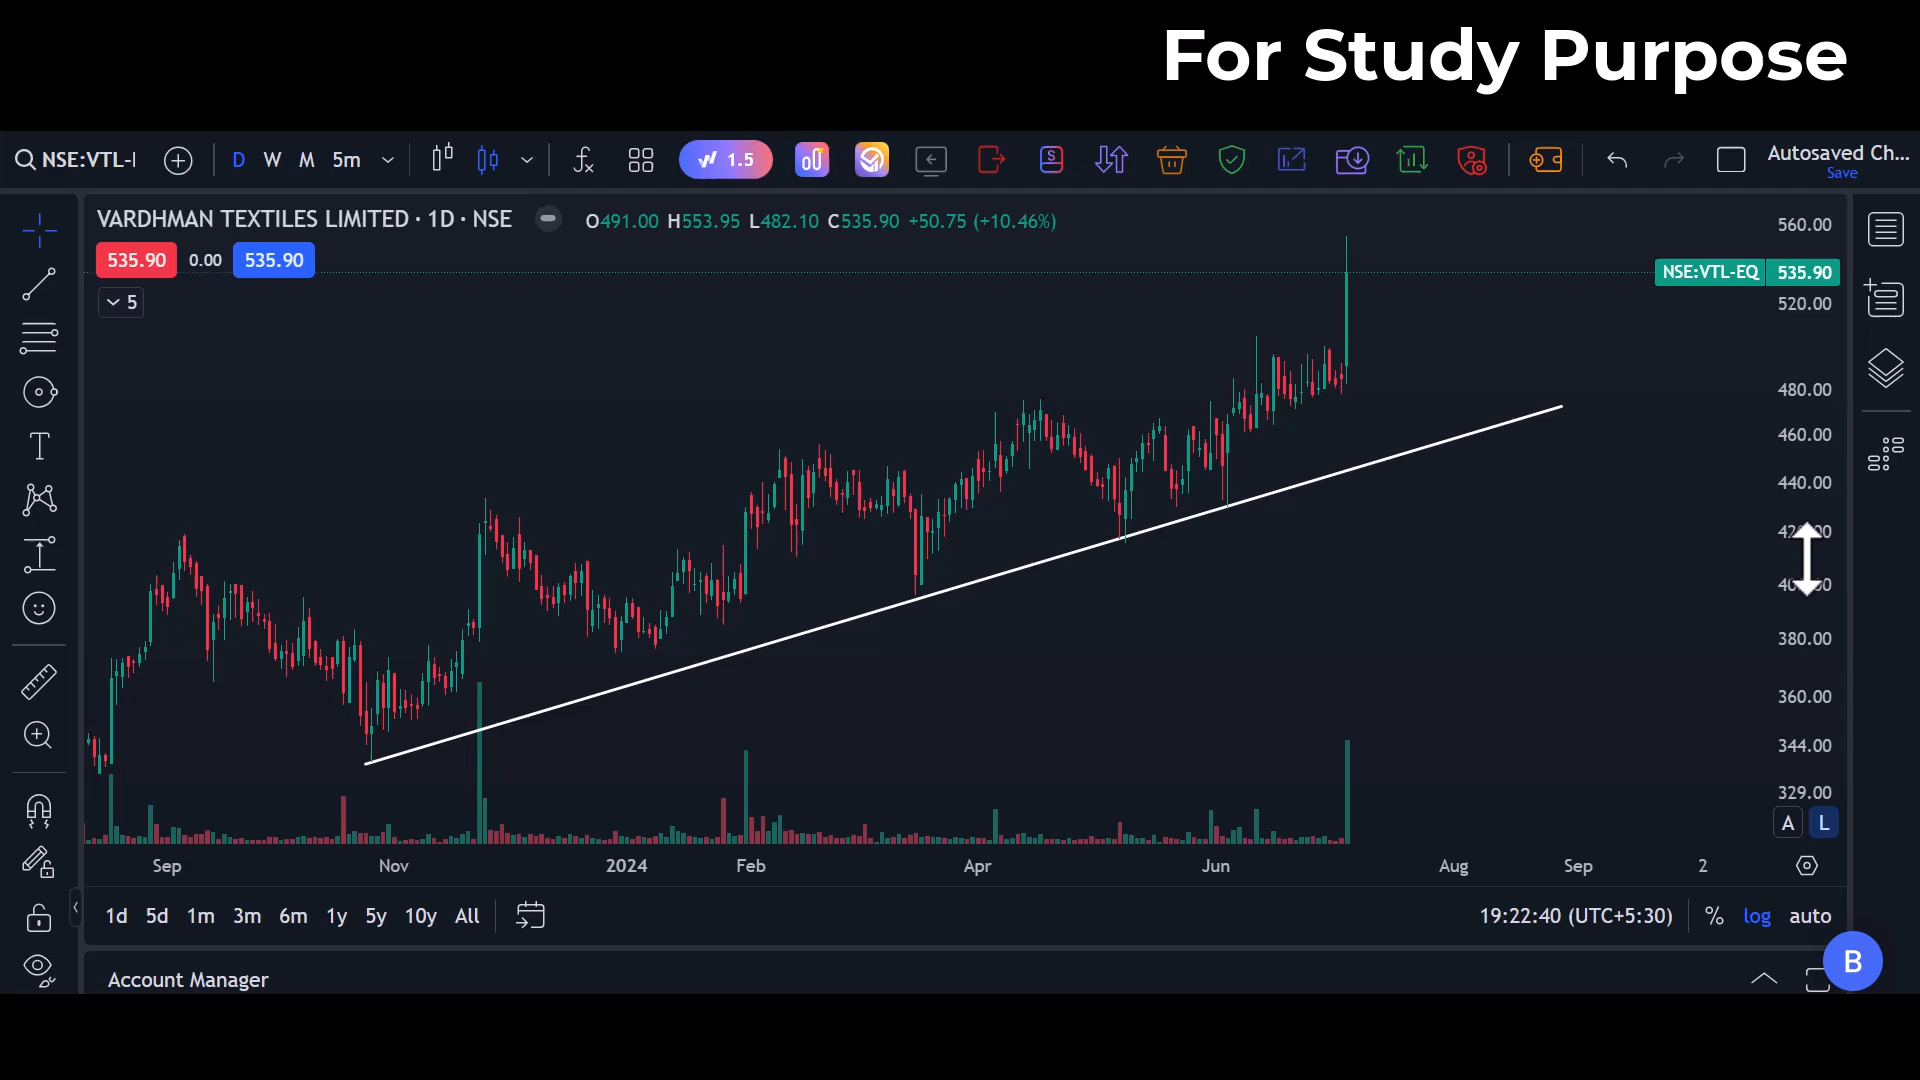 For Study Purpose
NSE:VTL-I D W M 5m 1.5 S Autosaved Ch...
Save
VARDHMAN TEXTILES LIMITED · 1D · NSE O491.00 H553.95 L482.10 C535.90 +50.75 (+10.46%)
535.90 0.00 535.90
5
560.00
NSE:VTL-EQ 535.90
520.00
480.00
460.00
440.00
380.00
360.00
344.00
329.00
A L
Sep Nov 2024 Feb Apr Jun Aug Sep 2
1d 5d 1m 3m 6m 1y 5y 10y All 19:22:40 (UTC+5:30) % log auto
Account Manager
B